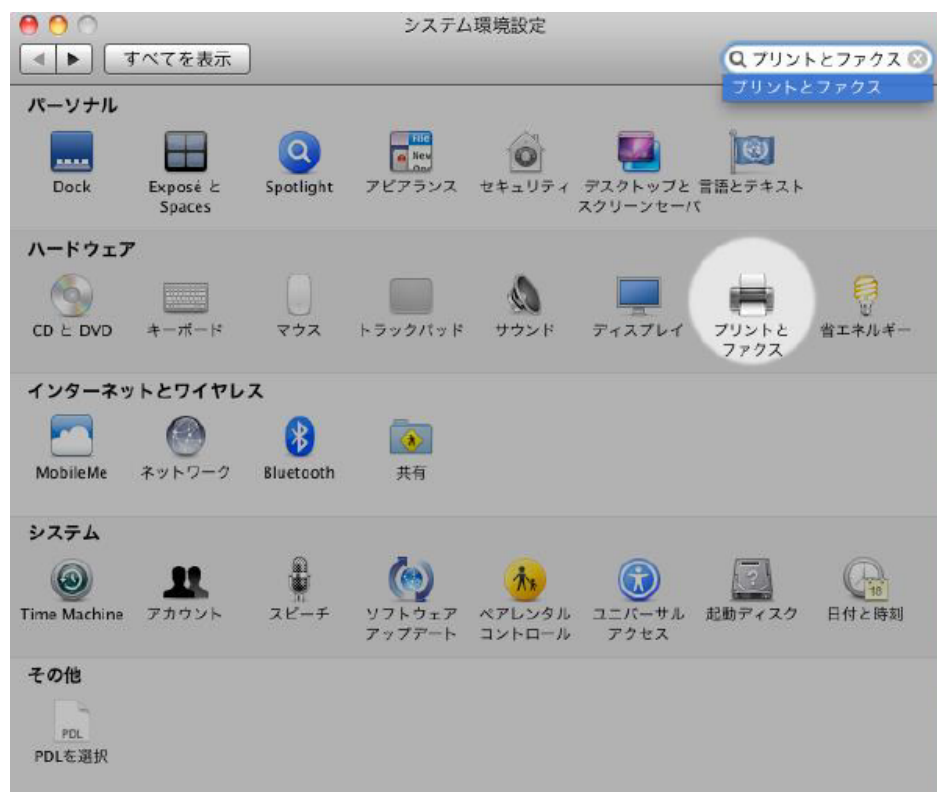 システム環境設定
すべてを表示
プリントとファクス
プリントとファクス
パーソナル
Dock
Exposé と
Spaces
Spotlight
アピアランス
セキュリティ
デスクトップと
スクリーンセーバ
言語とテキスト
File
New
ハードウェア
CD と DVD
キーボード
マウス
トラックパッド
サウンド
ディスプレイ
プリントと
ファクス
省エネルギー
インターネットとワイヤレス
MobileMe
ネットワーク
Bluetooth
共有
システム
Time Machine
アカウント
スピーチ
ソフトウェア
アップデート
ペアレンタル
コントロール
ユニバーサル
アクセス
起動ディスク
日付と時刻
18
その他
PDL
PDLを選択